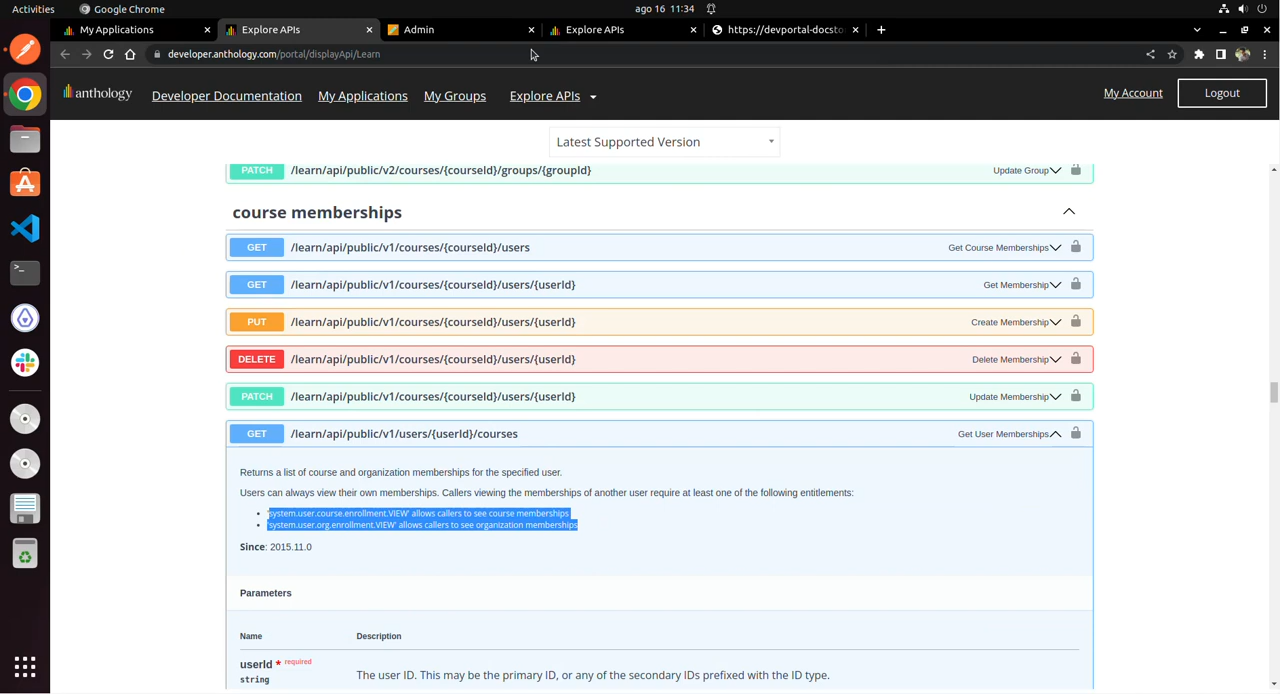 Activities
Google Chrome
ago 16 11:34
My Applications
Explore APIs
Admin
Explore APIs
https://devportal-docsto
developer.anthology.com/portal/displayApi/Learn
anthology
Developer Documentation
My Applications
My Groups
Explore APIs
My Account
Logout
Latest Supported Version
PATCH /learn/api/public/v2/courses/{courseId}/groups/{groupId} Update Group
course memberships
GET /learn/api/public/v1/courses/{courseId}/users Get Course Memberships
GET /learn/api/public/v1/courses/{courseId}/users/{userId} Get Membership
PUT /learn/api/public/v1/courses/{courseId}/users/{userId} Create Membership
DELETE /learn/api/public/v1/courses/{courseId}/users/{userId} Delete Membership
PATCH /learn/api/public/v1/courses/{courseId}/users/{userId} Update Membership
GET /learn/api/public/v1/users/{userId}/courses Get User Memberships
Returns a list of course and organization memberships for the specified user.
Users can always view their own memberships. Callers viewing the memberships of another user require at least one of the following entitlements:
• 'system.user.course.enrollment.VIEW' allows callers to see course memberships
• 'system.user.org.enrollment.VIEW' allows callers to see organization memberships
Since: 2015.11.0
Parameters
Name Description
userId * required
string
The user ID. This may be the primary ID, or any of the secondary IDs prefixed with the ID type.